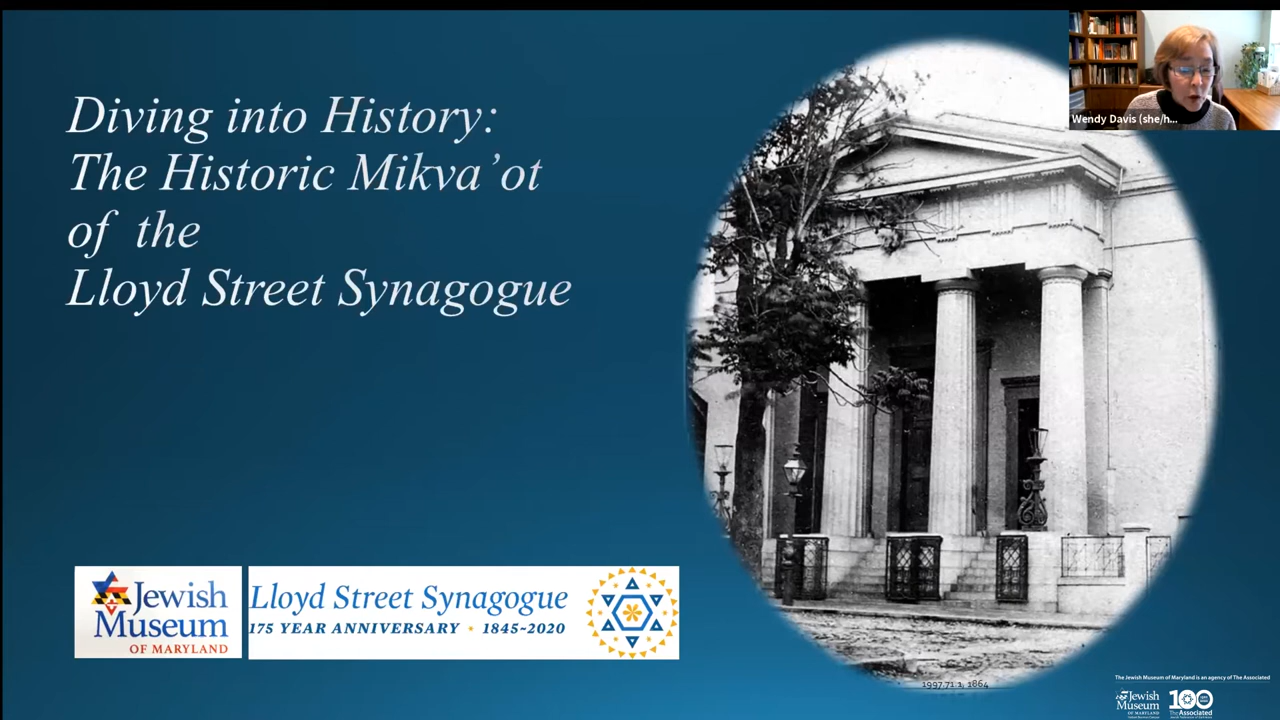 Diving into History:
The Historic Mikva’ot
of the
Lloyd Street Synagogue
Wendy Davis (she/h...
Jewish
Museum
OF MARYLAND
Lloyd Street Synagogue
175 YEAR ANNIVERSARY • 1845~2020
1997.71.1, 1864
The Jewish Museum of Maryland is an agency of The Associated
Jewish
Museum
100
The Associated